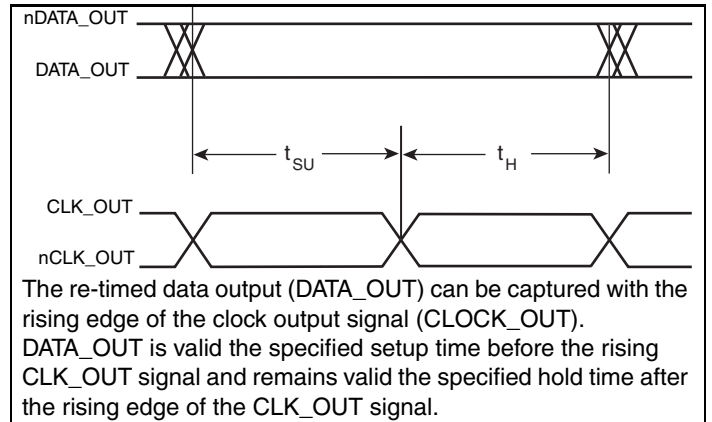 nDATA_OUT
DATA_OUT
tSU
tH
CLK_OUT
nCLK_OUT
The re-timed data output (DATA_OUT) can be captured with the
rising edge of the clock output signal (CLOCK_OUT).
DATA_OUT is valid the specified setup time before the rising
CLK_OUT signal and remains valid the specified hold time after
the rising edge of the CLK_OUT signal.